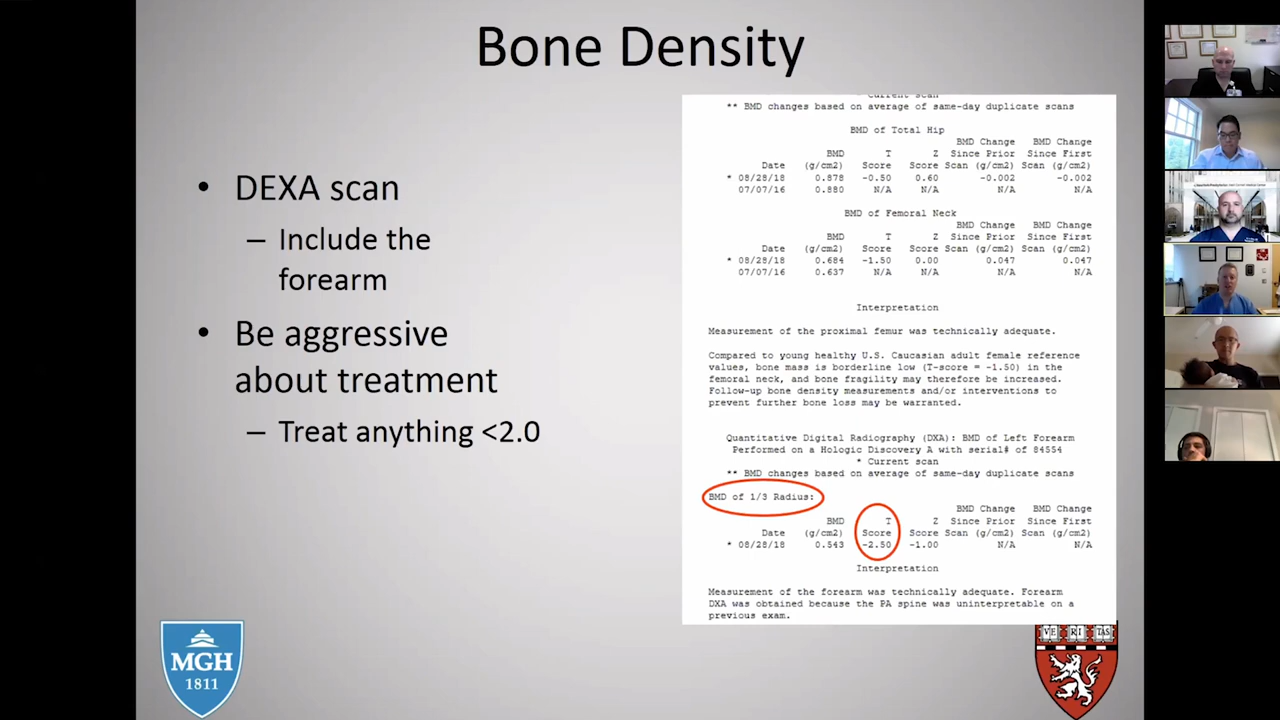 Bone Density
• DEXA scan
– Include the
forearm
• Be aggressive
about treatment
– Treat anything <2.0
* Current scan
** BMD changes based on average of same-day duplicate scans
BMD of Total Hip
BMD Change BMD Change
BMD T Z Since Prior Since First
Date (g/cm2) Score Score Scan (g/cm2) Scan (g/cm2)
* 08/28/18 0.878 -0.50 0.60 -0.002 -0.002
07/07/16 0.880 N/A N/A N/A N/A
BMD of Femoral Neck
BMD Change BMD Change
BMD T Z Since Prior Since First
Date (g/cm2) Score Score Scan (g/cm2) Scan (g/cm2)
* 08/28/18 0.684 -1.50 0.00 0.047 0.047
07/07/16 0.637 N/A N/A N/A N/A
Interpretation
Measurement of the proximal femur was technically adequate.
Compared to young healthy U.S. Caucasian adult female reference
values, bone mass is borderline low (T-score = -1.50) in the
femoral neck, and bone fragility may therefore be increased.
Follow-up bone density measurements and/or interventions to
prevent further bone loss may be warranted.
Quantitative Digital Radiography (DXA): BMD of Left Forearm
Performed on a Hologic Discovery A with serial# of 84554
* Current scan
** BMD changes based on average of same-day duplicate scans
BMD of 1/3 Radius:
BMD Change BMD Change
BMD T Z Since Prior Since First
Date (g/cm2) Score Score Scan (g/cm2) Scan (g/cm2)
* 08/28/18 0.543 -2.50 -1.00 N/A N/A
Interpretation
Measurement of the forearm was technically adequate. Forearm
DXA was obtained because the PA spine was uninterpretable on a
previous exam.
MGH
1811
VE RI TAS